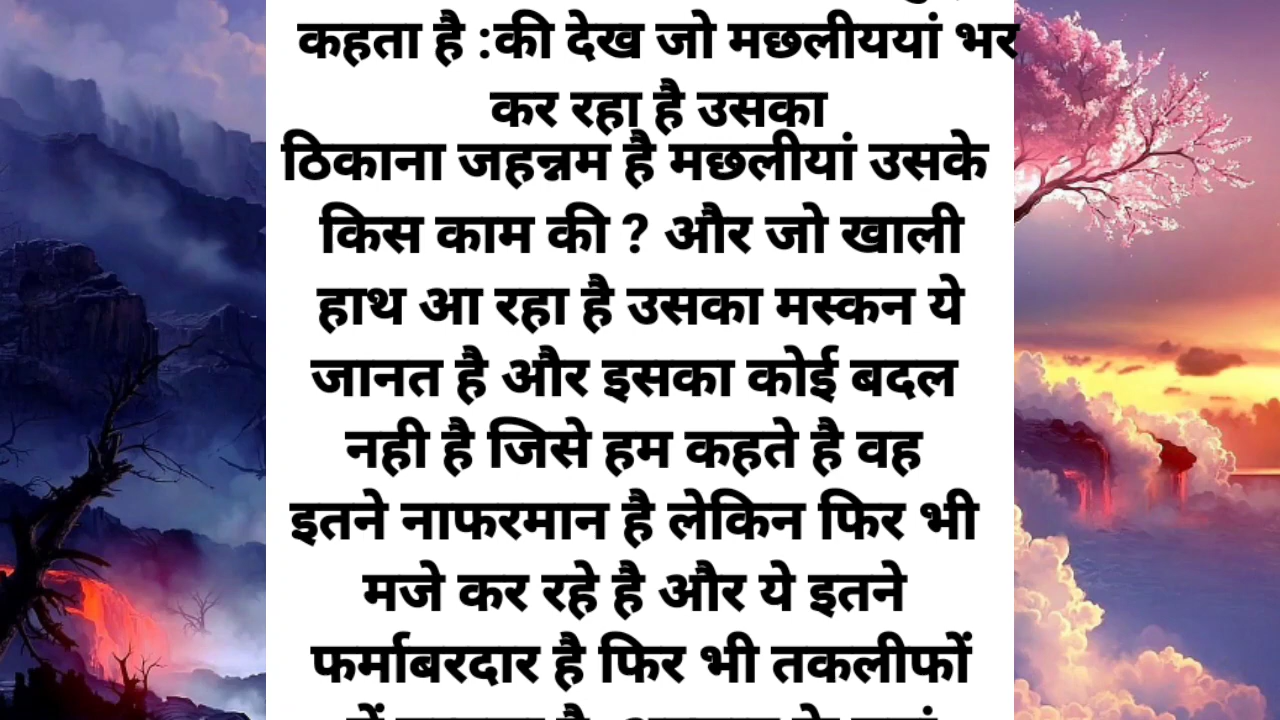 कहता है :की देख जो मछलीययां भर
कर रहा है उसका
ठिकाना जहन्नम है मछलीयां उसके
किस काम की ? और जो खाली
हाथ आ रहा है उसका मस्कन ये
जानत है और इसका कोई बदल
नही है जिसे हम कहते है वह
इतने नाफरमान है लेकिन फिर भी
मजे कर रहे है और ये इतने
फर्माबरदार है फिर भी तकलीफों